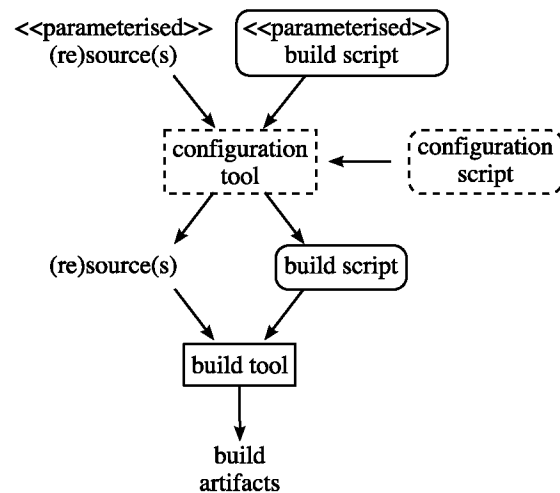 <<parameterised>>
(re)source(s)
<<parameterised>>
build script
configuration
tool
configuration
script
(re)source(s)
build script
build tool
build
artifacts